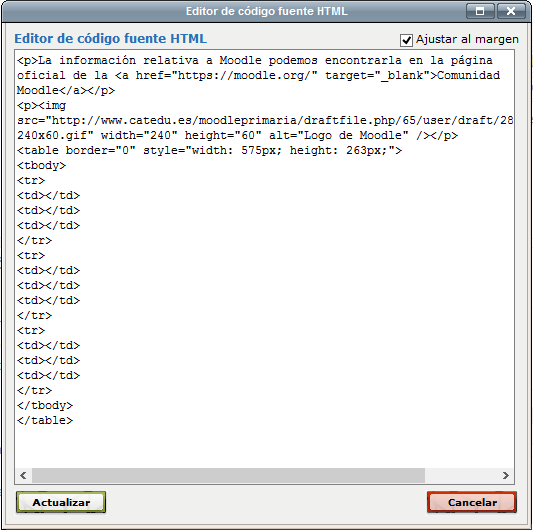 Editor de código fuente HTML
Editor de código fuente HTML
Ajustar al margen
<p>La información relativa a Moodle podemos encontrarla en la página
oficial de la <a href="https://moodle.org/" target="_blank">Comunidad
Moodle</a></p>
<p><img
src="http://www.catedu.es/moodleprimaria/draftfile.php/65/user/draft/28
240x60.gif" width="240" height="60" alt="Logo de Moodle" /></p>
<table border="0" style="width: 575px; height: 263px;">
<tbody>
<tr>
<td></td>
<td></td>
<td></td>
</tr>
<tr>
<td></td>
<td></td>
<td></td>
</tr>
<tr>
<td></td>
<td></td>
<td></td>
</tr>
</tbody>
</table>
Actualizar
Cancelar